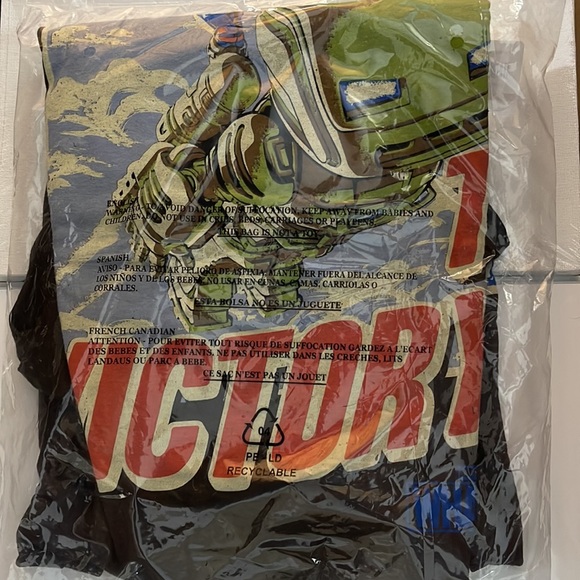 ENGLISH
WARNING - TO AVOID DANGER OF SUFFOCATION, KEEP AWAY FROM BABIES AND
CHILDREN. DO NOT USE IN CRIBS, BEDS, CARRIAGES OR PLAYPENS.
THIS BAG IS NOT A TOY
SPANISH
AVISO - PARA EVITAR PELIGRO DE ASFIXIA, MANTENER FUERA DEL ALCANCE DE
LOS NIÑOS Y DE LOS BEBES NO USAR EN CUNAS, CAMAS, CARRIOLAS O
CORRALES.
ESTA BOLSA NO ES UN JUGUETE
FRENCH CANADIAN
ATTENTION - POUR EVITER TOUT RISQUE DE SUFFOCATION GARDEZ A L'ECART
DES BEBES ET DES ENFANTS, NE PAS UTILISER DANS LES CRECHES, LITS
LANDAUS OU PARC A BEBE.
CE SAC N'EST PAS UN JOUET
VICTORY
04
PE-LD
RECYCLABLE